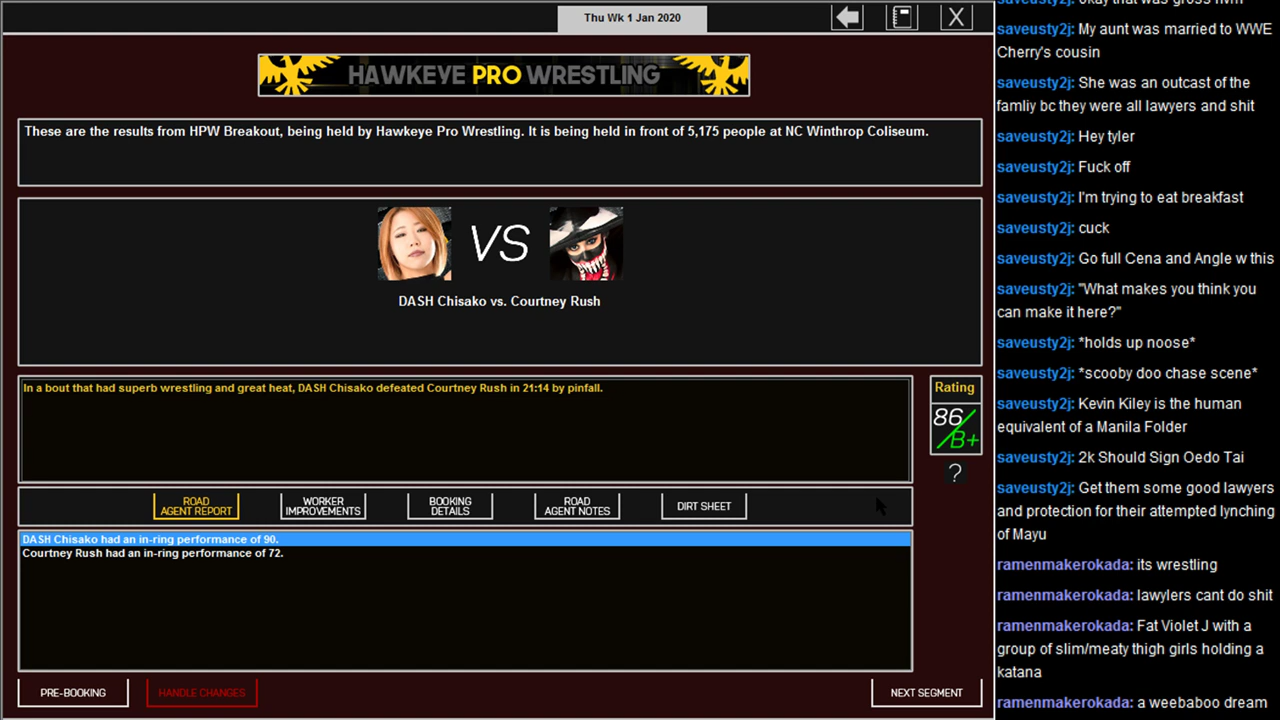 Thu Wk 1 Jan 2020
HAWKEYE PRO WRESTLING
These are the results from HPW Breakout, being held by Hawkeye Pro Wrestling. It is being held in front of 5,175 people at NC Winthrop Coliseum.
VS
DASH Chisako vs. Courtney Rush
In a bout that had superb wrestling and great heat, DASH Chisako defeated Courtney Rush in 21:14 by pinfall.
Rating
86
B+
?
ROAD
AGENT REPORT
WORKER
IMPROVEMENTS
BOOKING
DETAILS
ROAD
AGENT NOTES
DIRT SHEET
DASH Chisako had an in-ring performance of 90.
Courtney Rush had an in-ring performance of 72.
PRE-BOOKING
HANDLE CHANGES
NEXT SEGMENT
saveusty2j: okay that was gross hvm
saveusty2j: My aunt was married to WWE
Cherry's cousin
saveusty2j: She was an outcast of the
famliy bc they were all lawyers and shit
saveusty2j: Hey tyler
saveusty2j: Fuck off
saveusty2j: I'm trying to eat breakfast
saveusty2j: cuck
saveusty2j: Go full Cena and Angle w this
saveusty2j: "What makes you think you
can make it here?"
saveusty2j: *holds up noose*
saveusty2j: *scooby doo chase scene*
saveusty2j: Kevin Kiley is the human
equivalent of a Manila Folder
saveusty2j: 2k Should Sign Oedo Tai
saveusty2j: Get them some good lawyers
and protection for their attempted lynching
of Mayu
ramenmakerokada: its wrestling
ramenmakerokada: lawylers cant do shit
ramenmakerokada: Fat Violet J with a
group of slim/meaty thigh girls holding a
katana
ramenmakerokada: a weebaboo dream